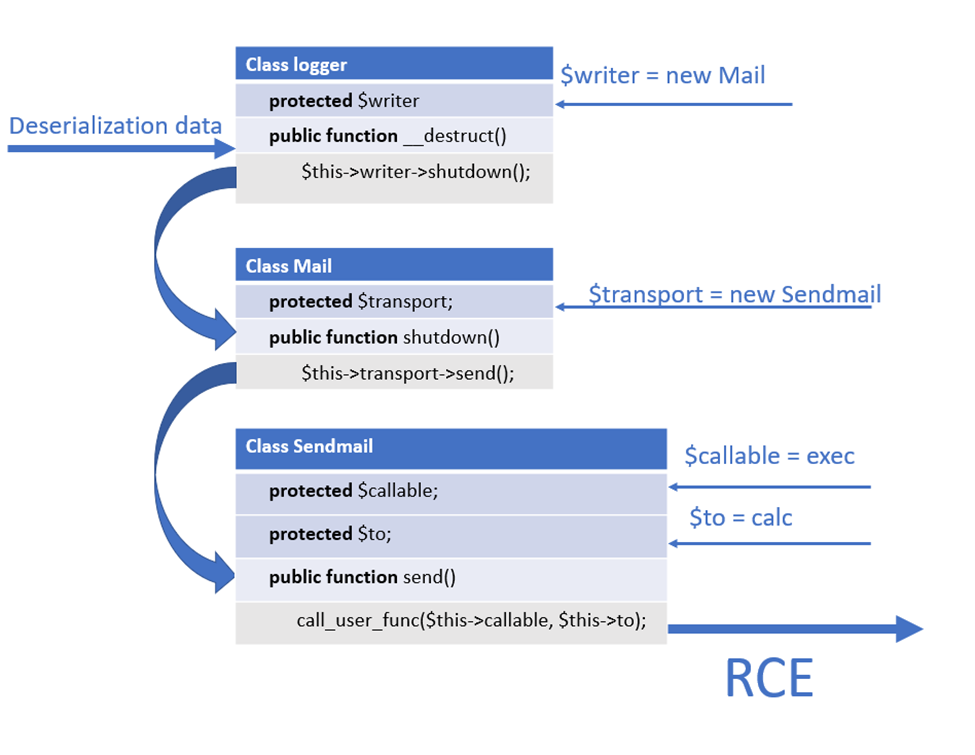 Class logger
$writer = new Mail
protected $writer
Deserialization data
public function __destruct()
$this->writer->shutdown();
Class Mail
protected $transport;
$transport = new Sendmail
public function shutdown()
$this->transport->send();
Class Sendmail
$callable = exec
protected $callable;
$to = calc
protected $to;
public function send()
call_user_func($this->callable, $this->to);
RCE